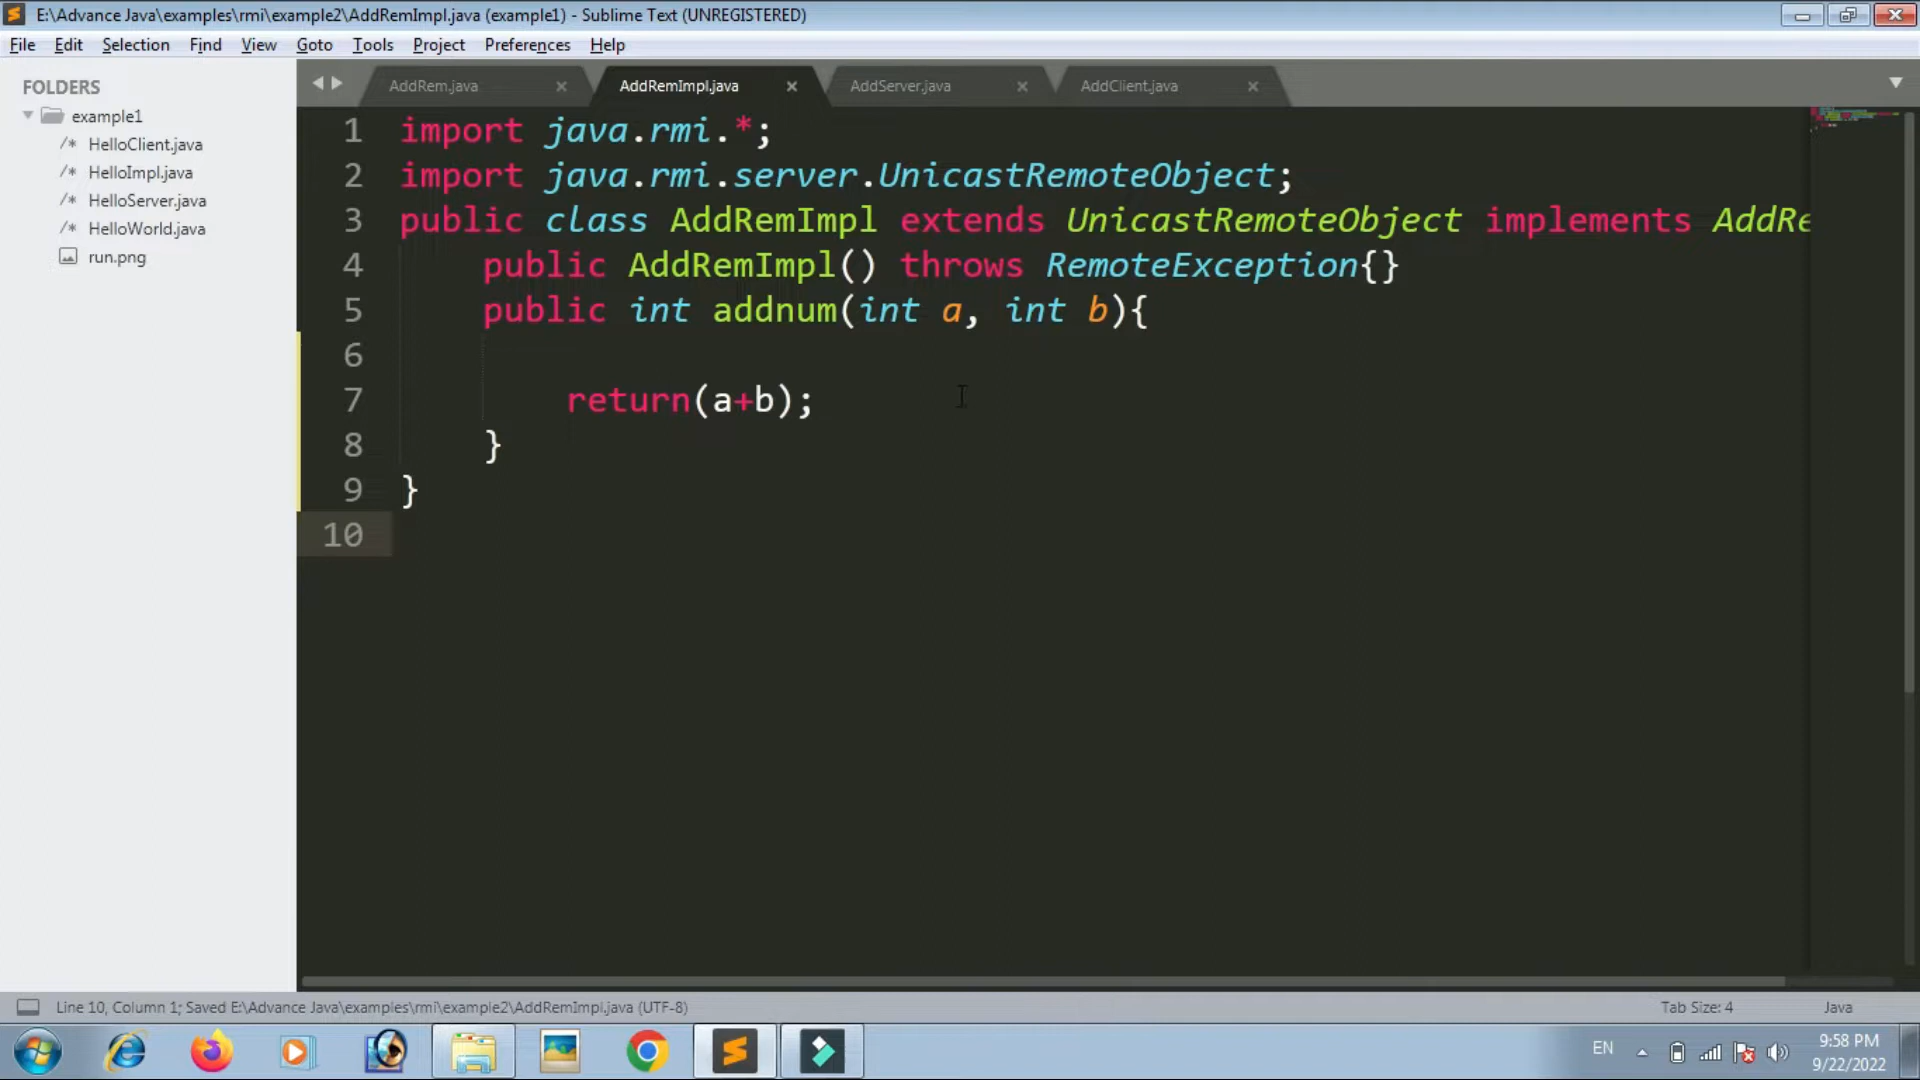 E:\Advance Java\examples\rmi\example2\AddRemImpl.java (example1) - Sublime Text (UNREGISTERED)
File Edit Selection Find View Goto Tools Project Preferences Help
FOLDERS
example1
/* HelloClient.java
/* HelloImpl.java
/* HelloServer.java
/* HelloWorld.java
run.png
AddRem.java AddRemImpl.java AddServer.java AddClient.java
1 import java.rmi.*;
2 import java.rmi.server.UnicastRemoteObject;
3 public class AddRemImpl extends UnicastRemoteObject implements AddRe
4 public AddRemImpl() throws RemoteException{}
5 public int addnum(int a, int b){
6
7 return(a+b);
8 }
9 }
10
Line 10, Column 1; Saved E:\Advance Java\examples\rmi\example2\AddRemImpl.java (UTF-8) Tab Size: 4 Java
EN 9:58 PM
9/22/2022